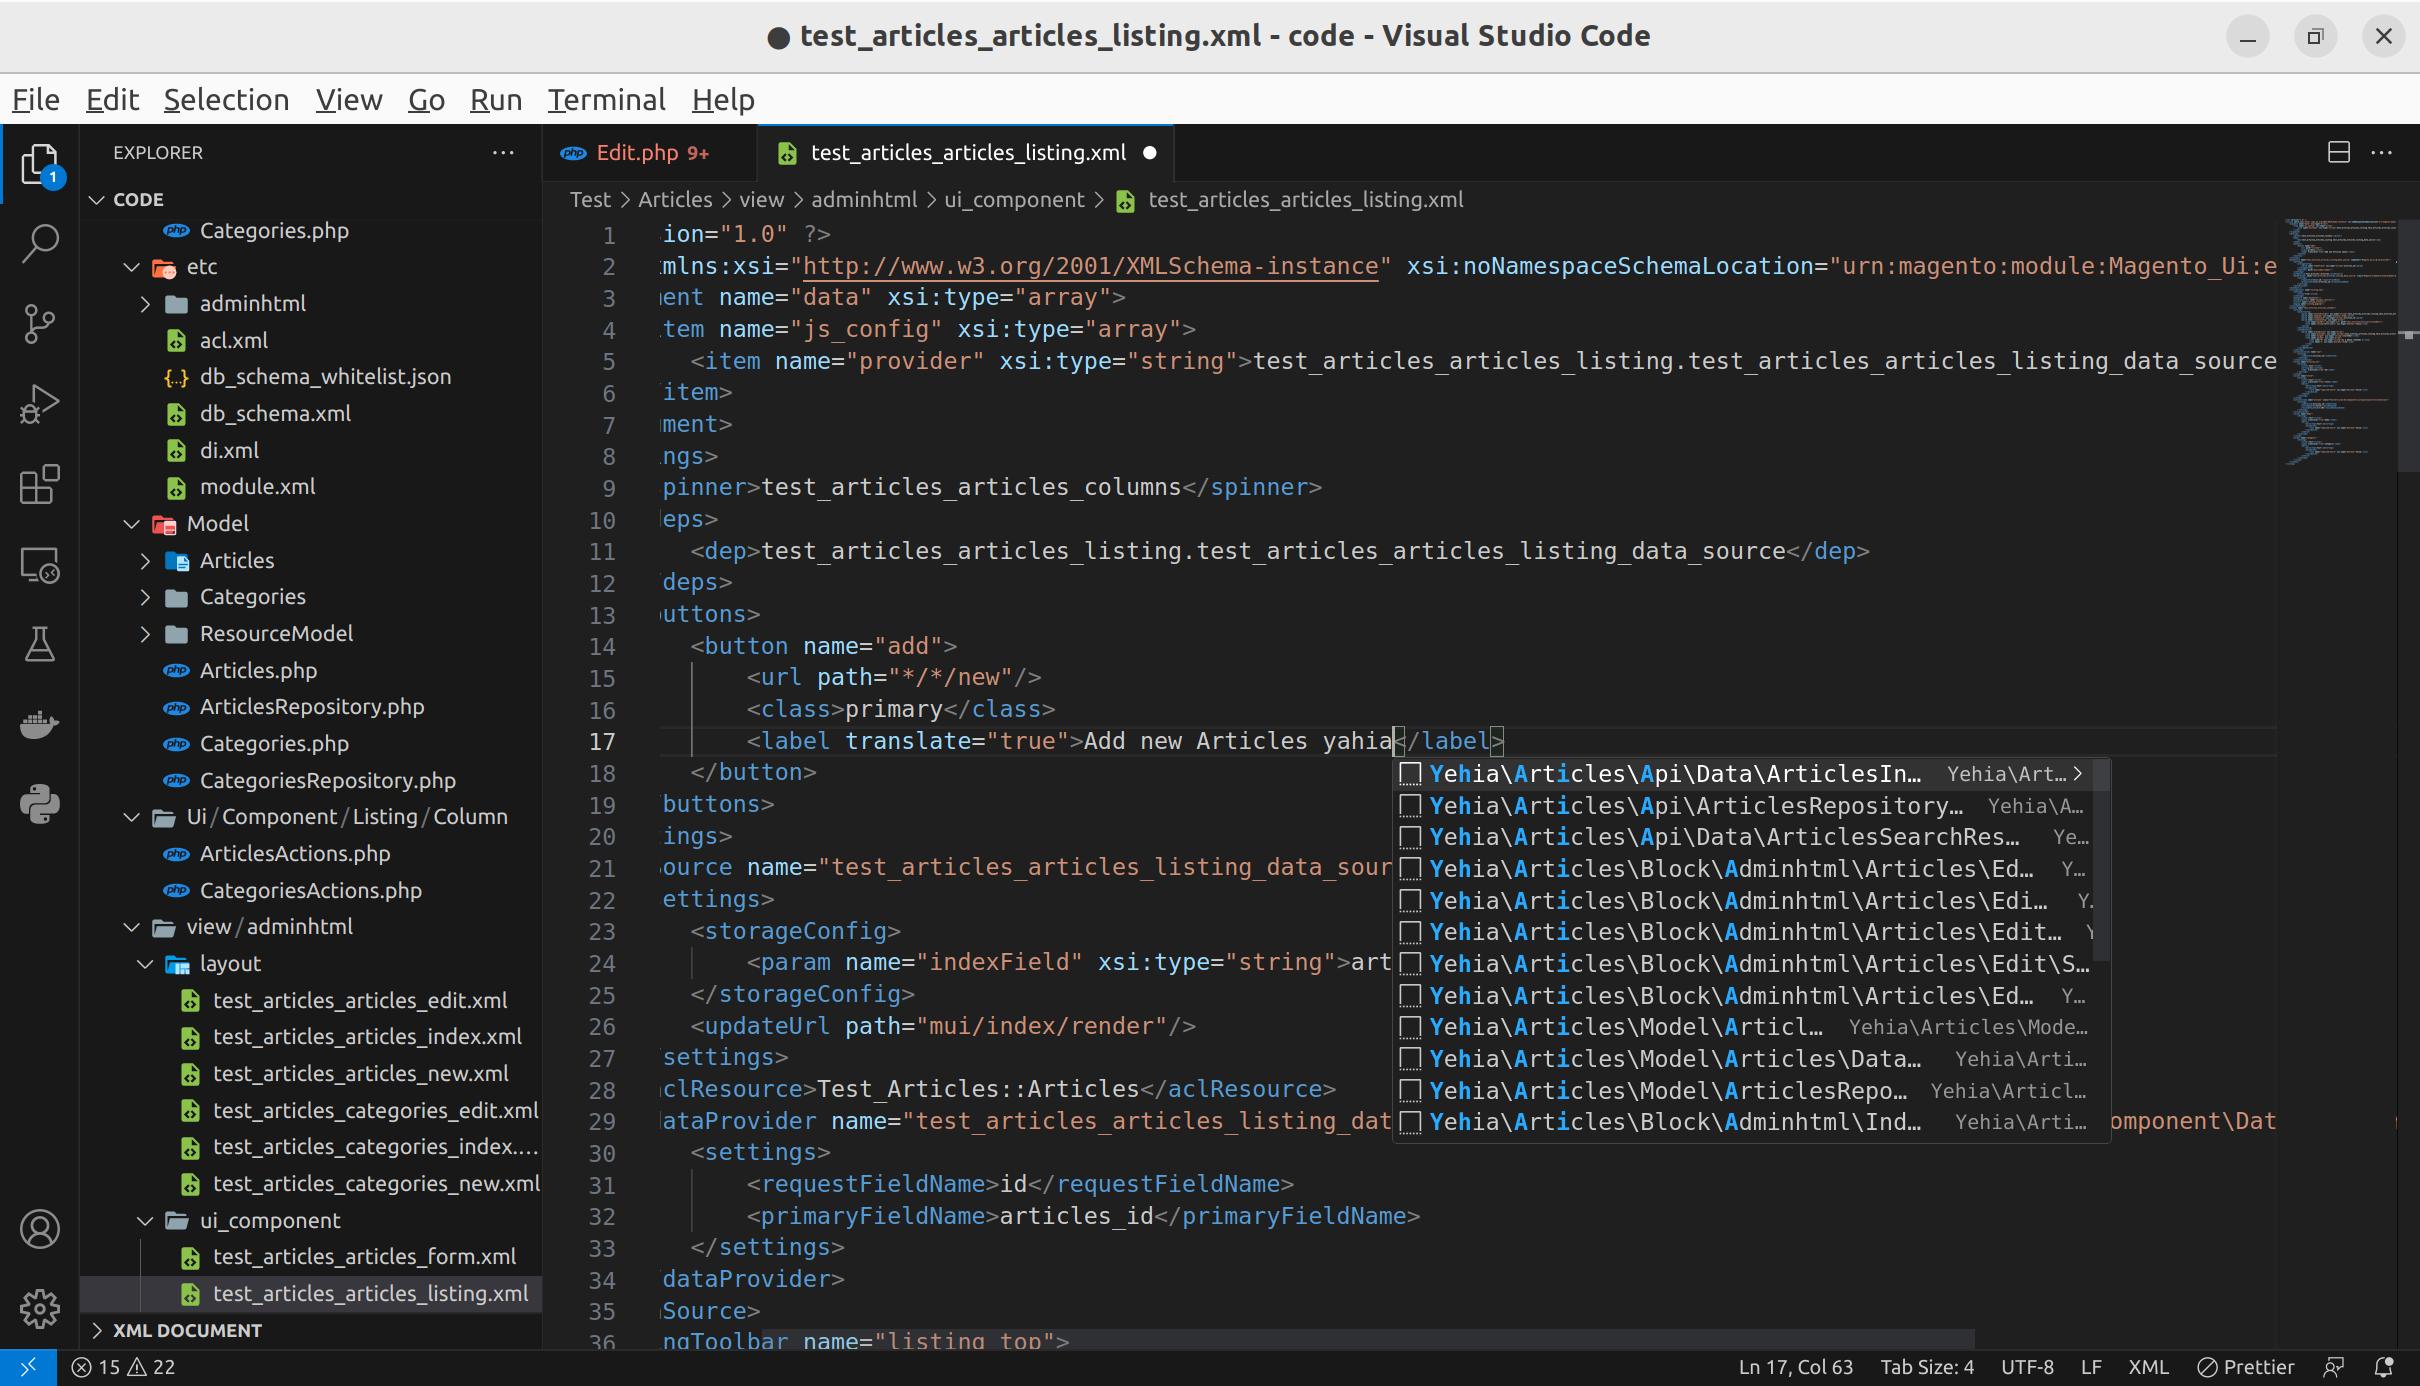 ● test_articles_articles_listing.xml - code - Visual Studio Code
File Edit Selection View Go Run Terminal Help
1
EXPLORER
CODE
Categories.php
etc
adminhtml
acl.xml
db_schema_whitelist.json
db_schema.xml
di.xml
module.xml
Model
Articles
Categories
ResourceModel
Articles.php
ArticlesRepository.php
Categories.php
CategoriesRepository.php
Ui/Component/Listing/Column
ArticlesActions.php
CategoriesActions.php
view/adminhtml
layout
test_articles_articles_edit.xml
test_articles_articles_index.xml
test_articles_articles_new.xml
test_articles_categories_edit.xml
test_articles_categories_index....
test_articles_categories_new.xml
ui_component
test_articles_articles_form.xml
test_articles_articles_listing.xml
XML DOCUMENT
Edit.php 9+ test_articles_articles_listing.xml
Test > Articles > view > adminhtml > ui_component > test_articles_articles_listing.xml
1 ion="1.0" ?>
2 mlns:xsi="http://www.w3.org/2001/XMLSchema-instance" xsi:noNamespaceSchemaLocation="urn:magento:module:Magento_Ui:e
3 ment name="data" xsi:type="array">
4 tem name="js_config" xsi:type="array">
5 <item name="provider" xsi:type="string">test_articles_articles_listing.test_articles_articles_listing_data_source
6 item>
7 ment>
8 ngs>
9 pinner>test_articles_articles_columns</spinner>
10 eps>
11 <dep>test_articles_articles_listing.test_articles_articles_listing_data_source</dep>
12 deps>
13 uttons>
14 <button name="add">
15 <url path="*/*/new"/>
16 <class>primary</class>
17 <label translate="true">Add new Articles yahia</label>
18 </button>
19 buttons>
20 ings>
21 ource name="test_articles_articles_listing_data_sour
22 ettings>
23 <storageConfig>
24 <param name="indexField" xsi:type="string">art
25 </storageConfig>
26 <updateUrl path="mui/index/render"/>
27 settings>
28 clResource>Test_Articles::Articles</aclResource>
29 ataProvider name="test_articles_articles_listing_dat omponent\Dat
30 <settings>
31 <requestFieldName>id</requestFieldName>
32 <primaryFieldName>articles_id</primaryFieldName>
33 </settings>
34 dataProvider>
35 Source>
36 ngToolbar name="listing_top">
Yehia\Articles\Api\Data\ArticlesIn… Yehia\Art… >
Yehia\Articles\Api\ArticlesRepository… Yehia\A…
Yehia\Articles\Api\Data\ArticlesSearchRes… Ye…
Yehia\Articles\Block\Adminhtml\Articles\Ed… Y…
Yehia\Articles\Block\Adminhtml\Articles\Edi… Y.
Yehia\Articles\Block\Adminhtml\Articles\Edit… Y
Yehia\Articles\Block\Adminhtml\Articles\Edit\S…
Yehia\Articles\Block\Adminhtml\Articles\Ed… Y…
Yehia\Articles\Model\Articl… Yehia\Articles\Mode…
Yehia\Articles\Model\Articles\Data… Yehia\Arti…
Yehia\Articles\Model\ArticlesRepo… Yehia\Articl…
Yehia\Articles\Block\Adminhtml\Ind… Yehia\Arti…
15 22 Ln 17, Col 63 Tab Size: 4 UTF-8 LF XML Prettier